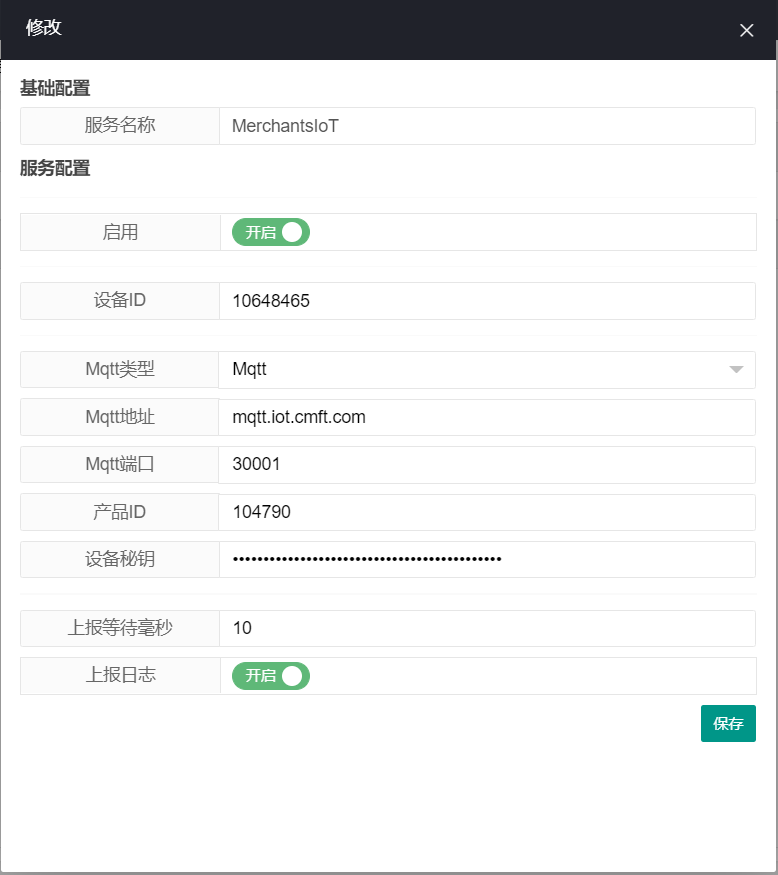 修改
基础配置
服务名称 MerchantsIoT
服务配置
启用 开启
设备ID 10648465
Mqtt类型 Mqtt
Mqtt地址 mqtt.iot.cmft.com
Mqtt端口 30001
产品ID 104790
设备秘钥 ••••••••••••••••••••••••••••••••••••••••••••
上报等待毫秒 10
上报日志 开启
保存